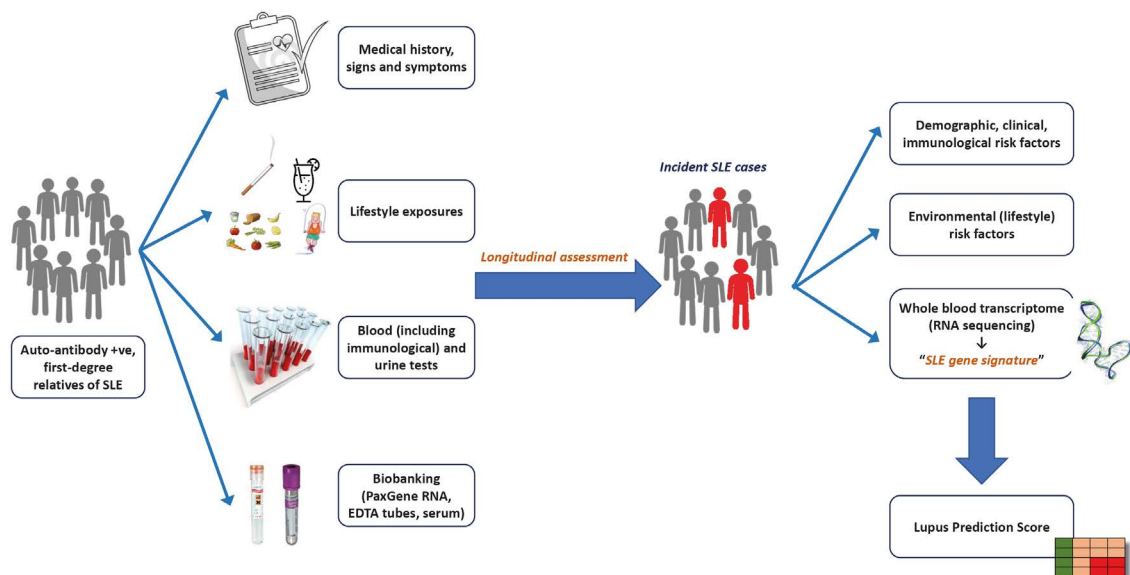 Medical history,
signs and symptoms
Lifestyle exposures
Auto-antibody +ve,
first-degree
relatives of SLE
Blood (including
immunological) and
urine tests
Biobanking
(PaxGene RNA,
EDTA tubes, serum)
Longitudinal assessment
Incident SLE cases
Demographic, clinical,
immunological risk factors
Environmental (lifestyle)
risk factors
Whole blood transcriptome
(RNA sequencing)
↓
“SLE gene signature”
Lupus Prediction Score